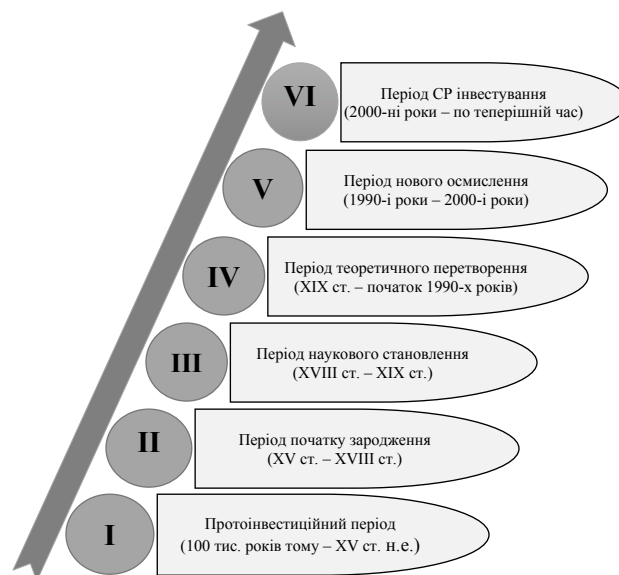 VI
Період СР інвестування
(2000-ні роки – по теперішній час)
V
Період нового осмислення
(1990-і роки – 2000-і роки)
IV
Період теоретичного перетворення
(XIX ст. – початок 1990-х років)
III
Період наукового становлення
(XVIII ст. – XIX ст.)
II
Період початку зародження
(XV ст. – XVIII ст.)
I
Протоінвестиційний період
(100 тис. років тому – XV ст. н.е.)